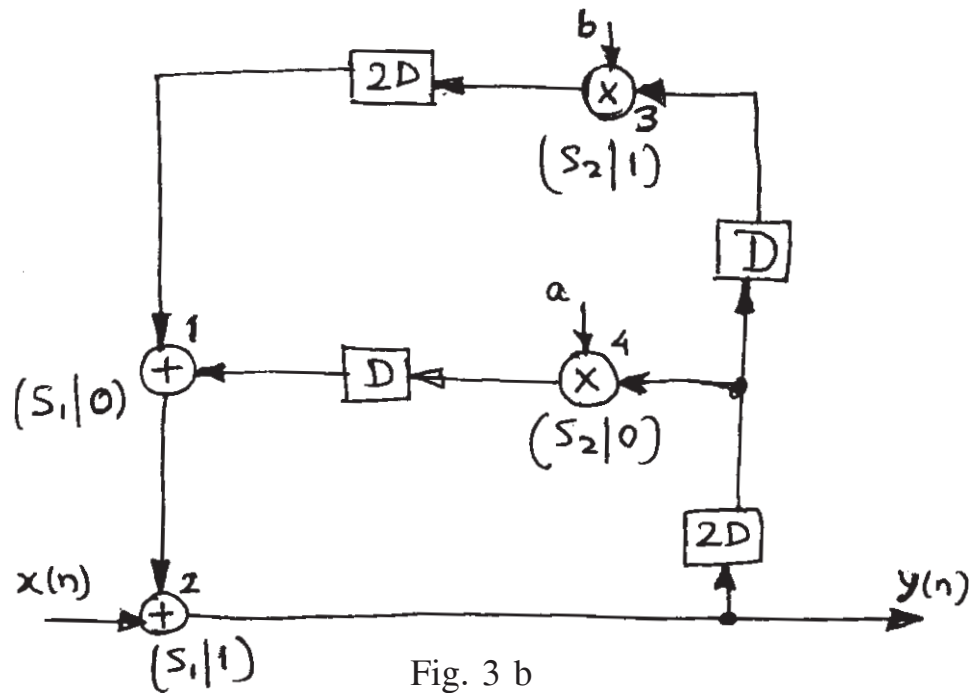 b
2D
X
3
(S₂|1)
D
a
1
4
+
D
X
(S₁|0)
(S₂|0)
2D
x(n)
2
y(n)
+
(S₁|1)
Fig. 3 b